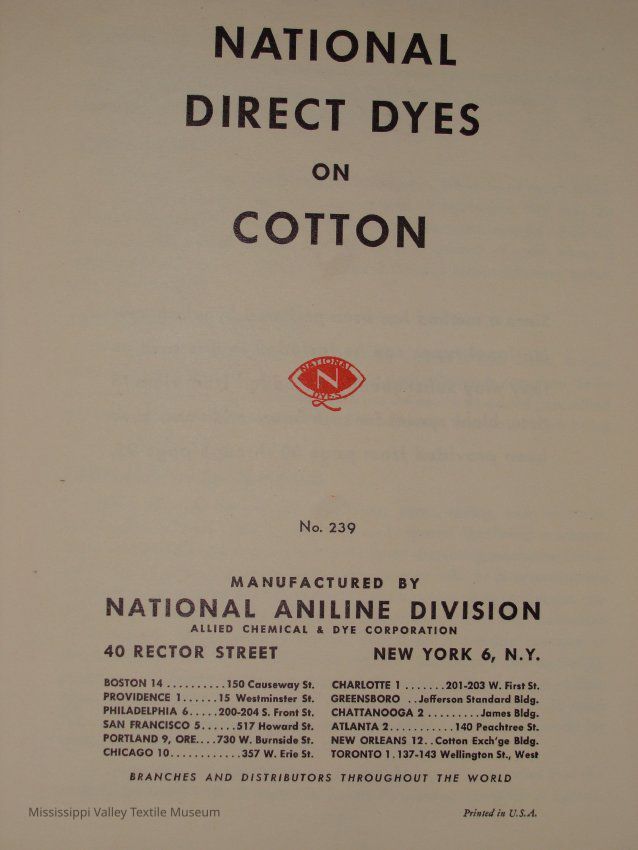 NATIONAL
DIRECT DYES
ON
COTTON
NATIONAL
N
DYES
No. 239
MANUFACTURED BY
NATIONAL ANILINE DIVISION
ALLIED CHEMICAL & DYE CORPORATION
40 RECTOR STREET NEW YORK 6, N.Y.
BOSTON 14 ..........150 Causeway St.
PROVIDENCE 1......15 Westminster St.
PHILADELPHIA 6.....200-204 S. Front St.
SAN FRANCISCO 5......517 Howard St.
PORTLAND 9, ORE....730 W. Burnside St.
CHICAGO 10............357 W. Erie St.
CHARLOTTE 1 .......201-203 W. First St.
GREENSBORO ..Jefferson Standard Bldg.
CHATTANOOGA 2 .........James Bldg.
ATLANTA 2...........140 Peachtree St.
NEW ORLEANS 12..Cotton Exch'ge Bldg.
TORONTO 1.137-143 Wellington St., West
BRANCHES AND DISTRIBUTORS THROUGHOUT THE WORLD
Mississippi Valley Textile Museum
Printed in U.S.A.